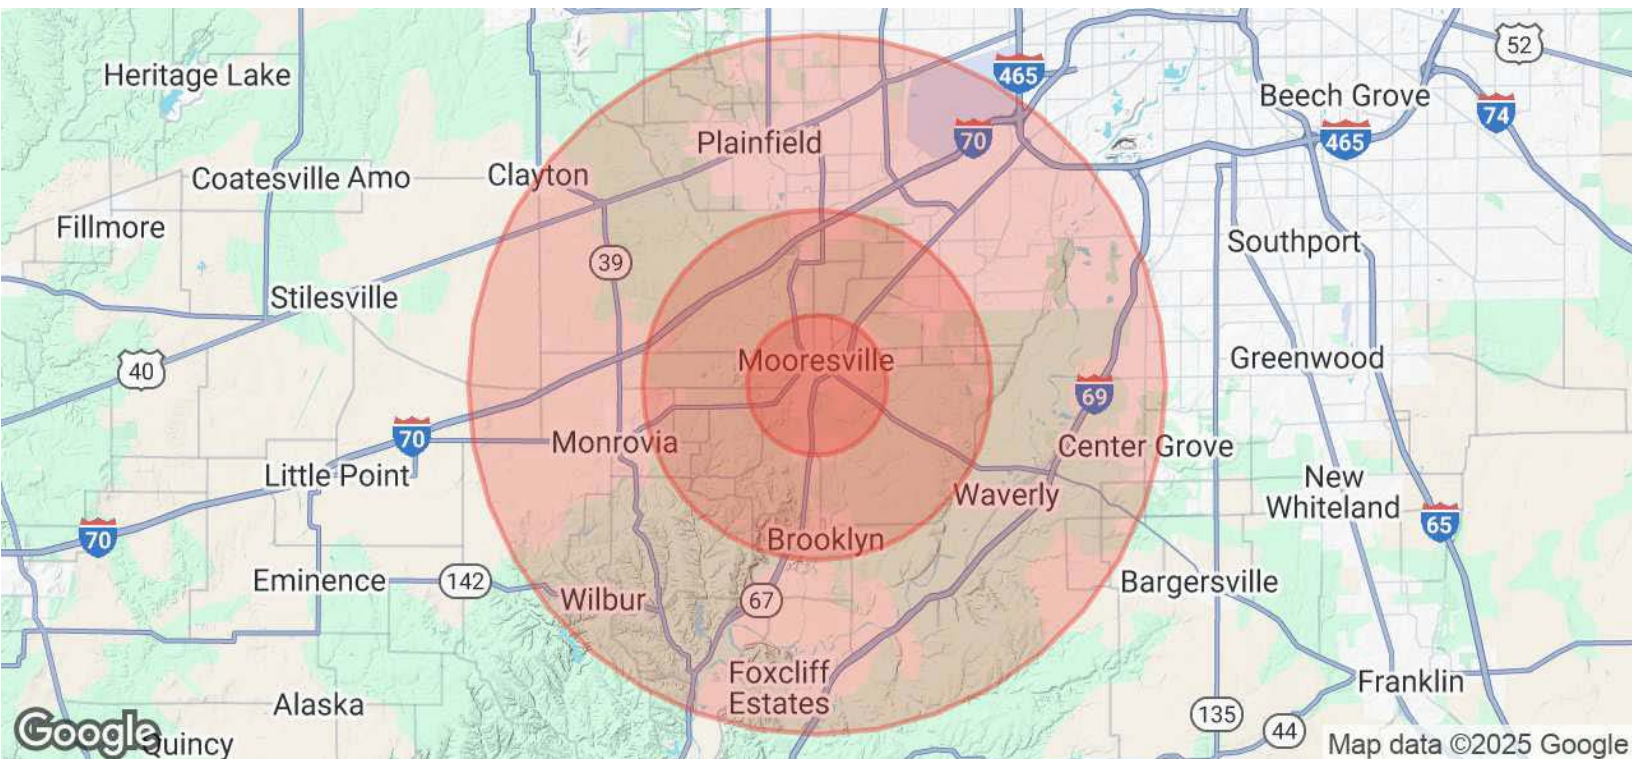 52
Heritage Lake
465
Beech Grove
74
70
465
Plainfield
Coatesville Amo
Clayton
Fillmore
Southport
39
Stilesville
40
Mooresville
Greenwood
69
70
Monrovia
Center Grove
Little Point
New
Whiteland
Waverly
65
70
Brooklyn
Eminence
142
Wilbur
67
Bargersville
Foxcliff
Estates
Franklin
Alaska
135
44
Google
Quincy
Map data ©2025 Google